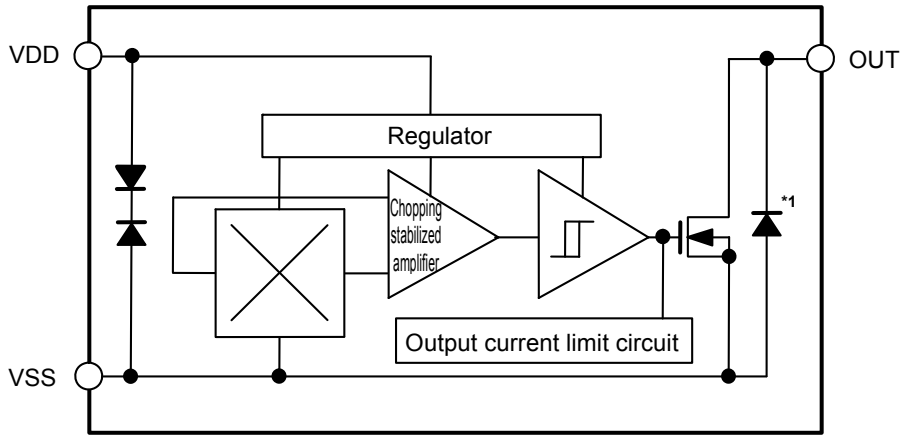 VDD
OUT
Regulator
Chopping
stabilized
amplifier
*1
Output current limit circuit
VSS